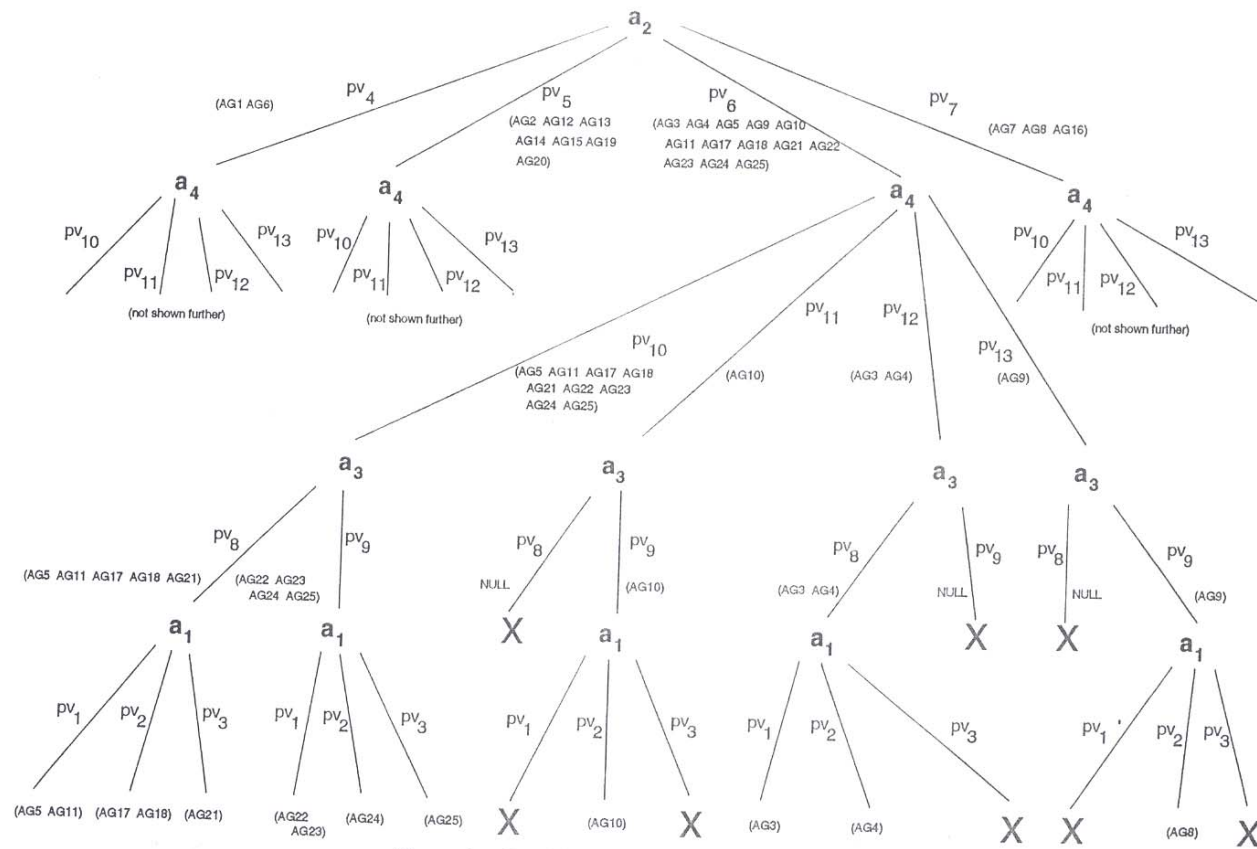 a2
pv4
(AG1 AG6)
pv5
(AG2 AG12 AG13
AG14 AG15 AG19
AG20)
pv6
(AG3 AG4 AG5 AG9 AG10
AG11 AG17 AG18 AG21 AG22
AG23 AG24 AG25)
pv7
(AG7 AG8 AG16)
a4
a4
a4
a4
pv10
pv11
pv12
pv13
(not shown further)
pv10
pv11
pv12
pv13
(not shown further)
pv10
pv11
pv12
pv13
(not shown further)
pv10
(AG5 AG11 AG17 AG18
AG21 AG22 AG23
AG24 AG25)
pv11
(AG10)
pv12
(AG3 AG4)
pv13
(AG9)
a3
a3
a3
a3
pv8
(AG5 AG11 AG17 AG18 AG21)
pv9
(AG22 AG23
AG24 AG25)
pv8
NULL
pv9
(AG10)
pv8
(AG3 AG4)
pv9
NULL
pv8
NULL
pv9
(AG9)
a1
a1
X
a1
a1
X
X
a1
pv1
pv2
pv3
pv1
pv2
pv3
pv1
pv2
pv3
pv1
pv2
pv3
pv1
pv2
pv3
(AG5 AG11)
(AG17 AG18)
(AG21)
(AG22
AG23)
(AG24)
(AG25)
X
(AG10)
X
(AG3)
(AG4)
X
X
(AG8)
X